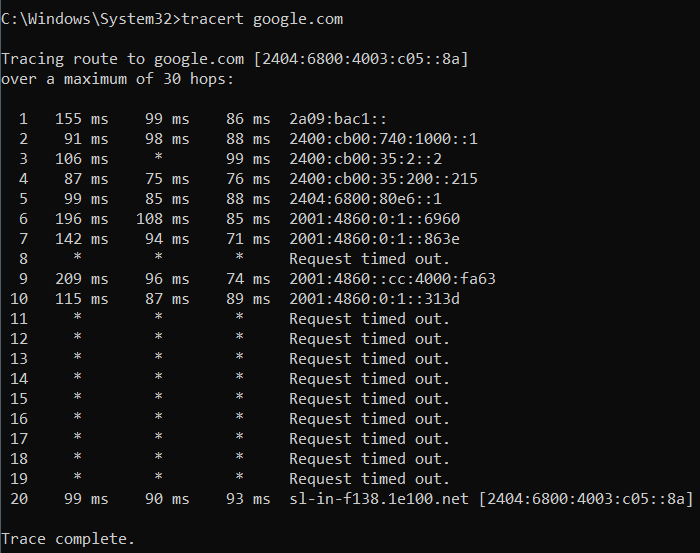 C:\Windows\System32>tracert google.com
Tracing route to google.com [2404:6800:4003:c05::8a]
over a maximum of 30 hops:
1 155 ms 99 ms 86 ms 2a09:bac1::
2 91 ms 98 ms 88 ms 2400:cb00:740:1000::1
3 106 ms * 99 ms 2400:cb00:35:2::2
4 87 ms 75 ms 76 ms 2400:cb00:35:200::215
5 99 ms 85 ms 88 ms 2404:6800:80e6::1
6 196 ms 108 ms 85 ms 2001:4860:0:1::6960
7 142 ms 94 ms 71 ms 2001:4860:0:1::863e
8 * * * Request timed out.
9 209 ms 96 ms 74 ms 2001:4860::cc:4000:fa63
10 115 ms 87 ms 89 ms 2001:4860:0:1::313d
11 * * * Request timed out.
12 * * * Request timed out.
13 * * * Request timed out.
14 * * * Request timed out.
15 * * * Request timed out.
16 * * * Request timed out.
17 * * * Request timed out.
18 * * * Request timed out.
19 * * * Request timed out.
20 99 ms 90 ms 93 ms sl-in-f138.1e100.net [2404:6800:4003:c05::8a]
Trace complete.